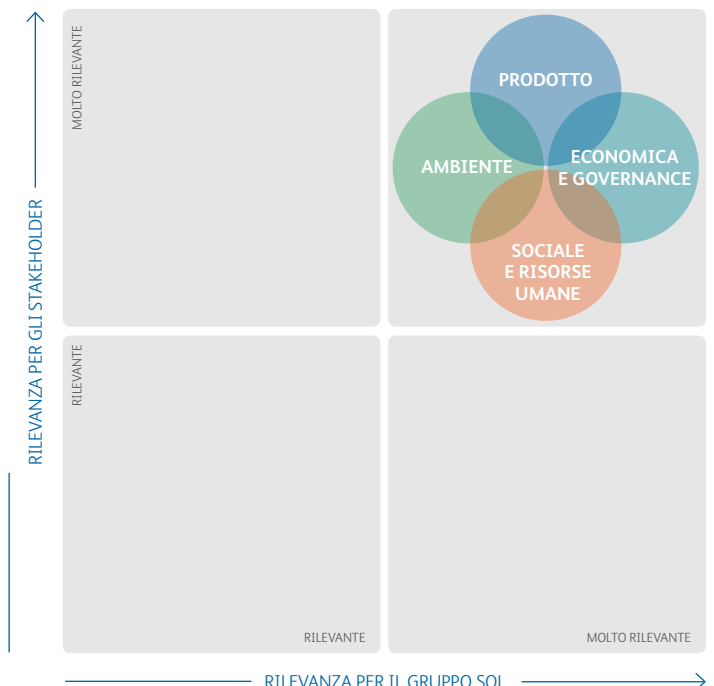 MOLTO RILEVANTE
PRODOTTO
AMBIENTE
ECONOMICA
E GOVERNANCE
SOCIALE
E RISORSE
UMANE
RILEVANZA PER GLI STAKEHOLDER
RILEVANTE
RILEVANTE
MOLTO RILEVANTE
RILEVANZA PER IL GRUPPO SOL